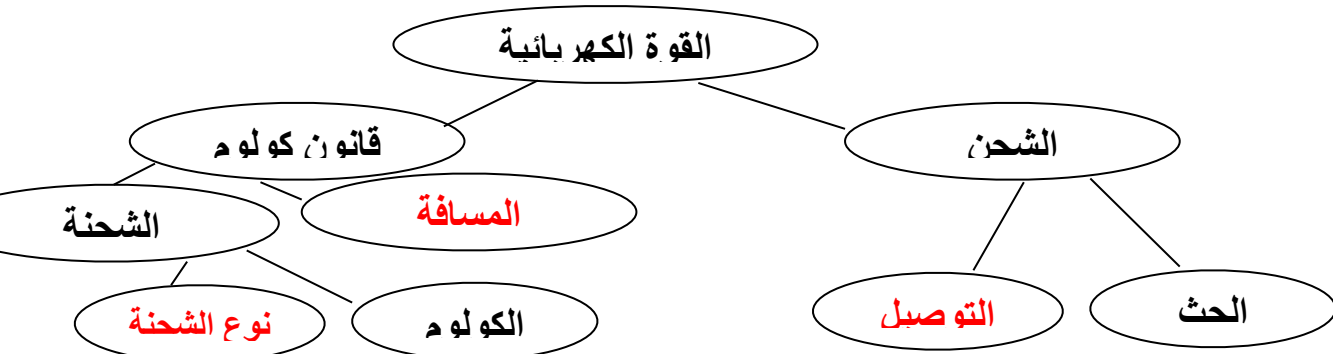 القوة الكهربائية
قانون كولوم
الشحن
المسافة
الشحنة
التوصيل
الحث
نوع الشحنة
الكولوم